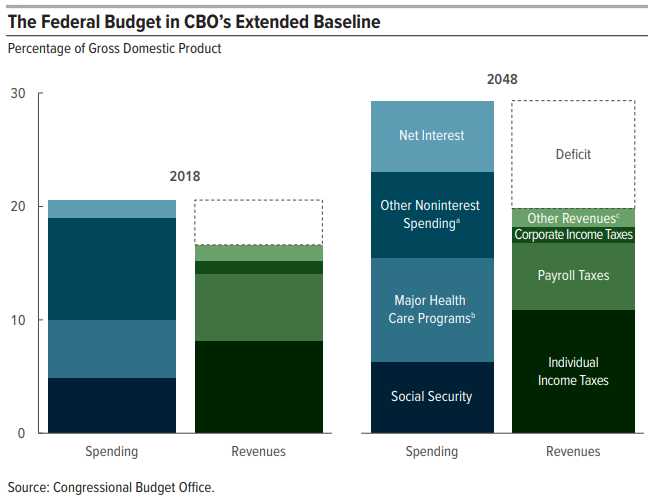 The Federal Budget in CBO’s Extended Baseline
Percentage of Gross Domestic Product
30
20
10
0
2018
Spending
Revenues
2048
Net Interest
Other Noninterest
Spendingᵃ
Major Health
Care Programsᵇ
Social Security
Spending
Deficit
Other Revenuesᶜ
Corporate Income Taxes
Payroll Taxes
Individual
Income Taxes
Revenues
Source: Congressional Budget Office.